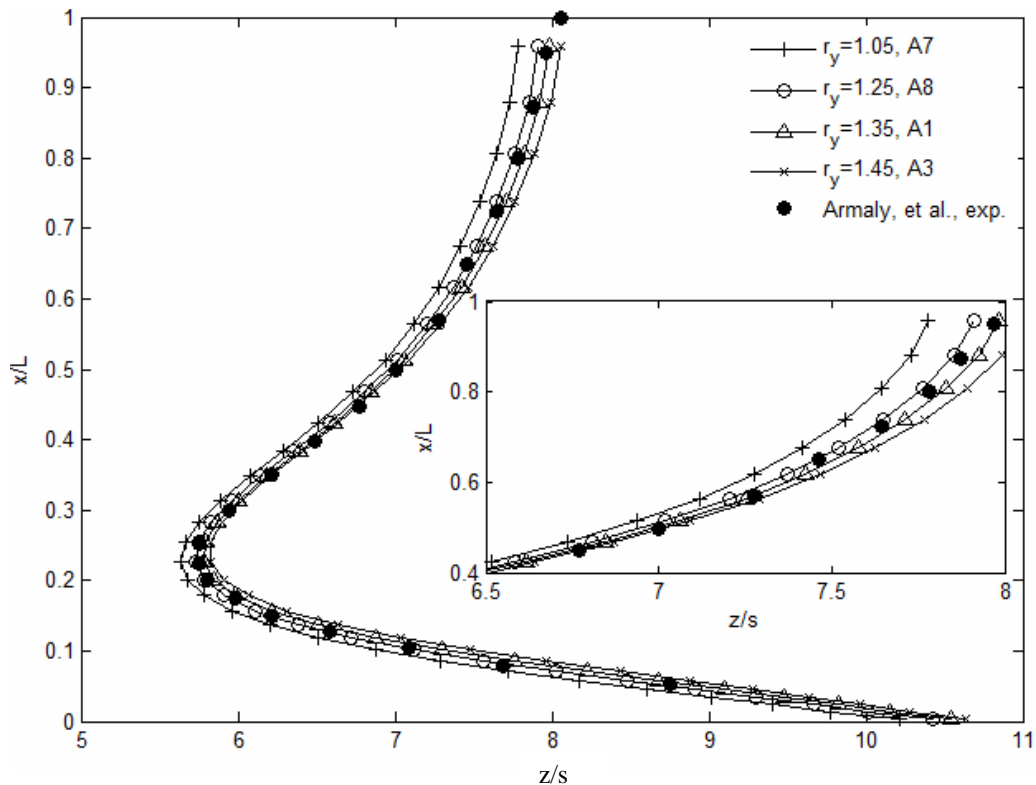 1
0.9
0.8
0.7
0.6
0.5
0.4
0.3
0.2
0.1
0
x/L
5
6
7
8
9
10
11
z/s
r_y=1.05, A7
r_y=1.25, A8
r_y=1.35, A1
r_y=1.45, A3
Armaly, et al., exp.
1
0.8
0.6
0.4
x/L
6.5
7
7.5
8
z/s